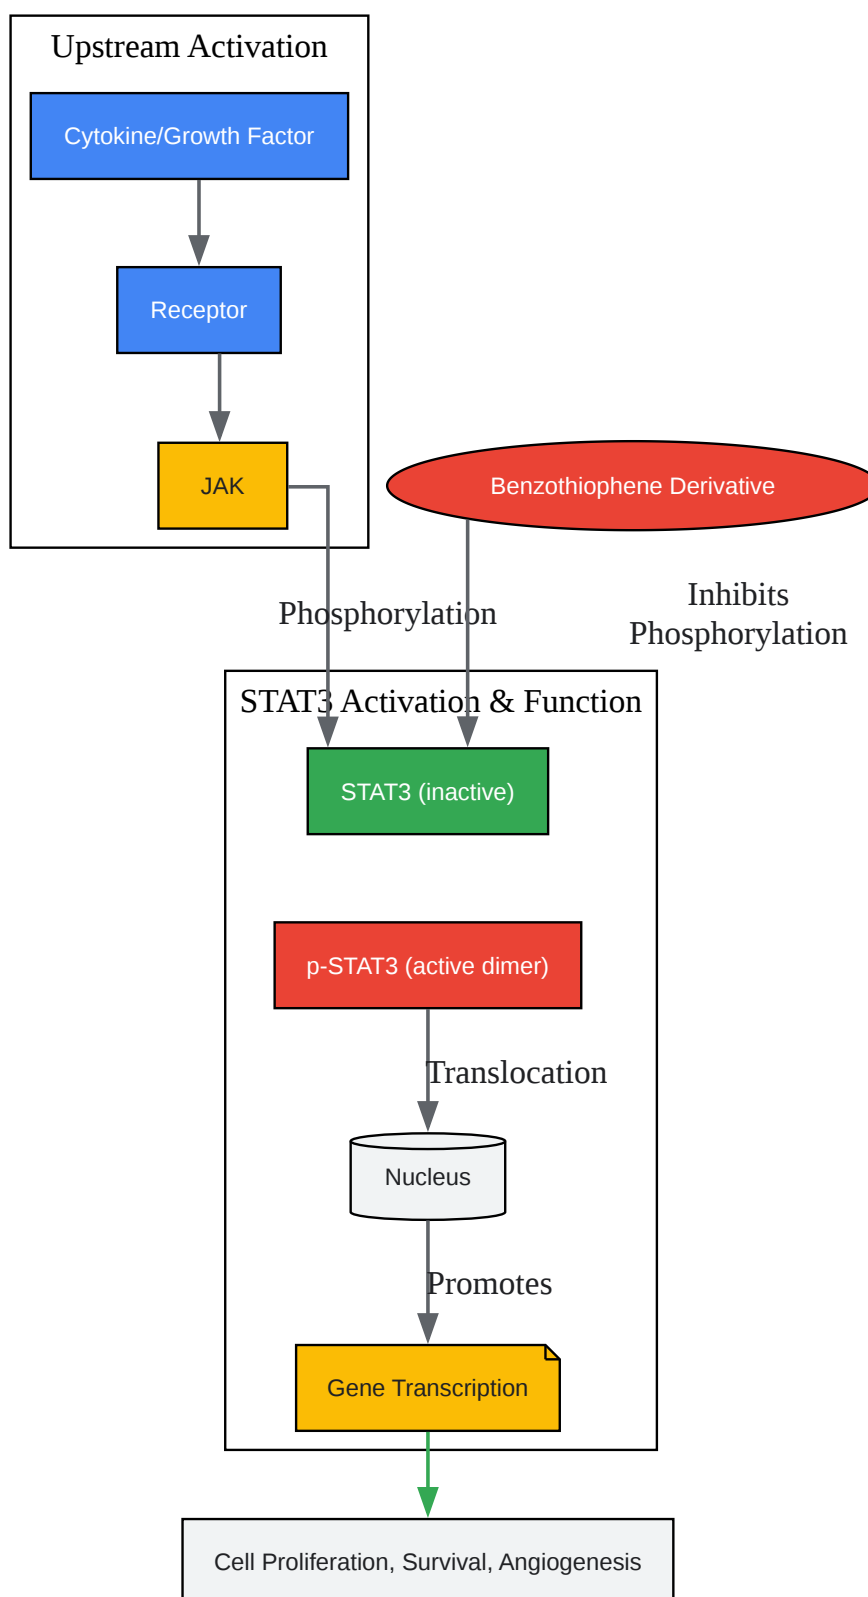 Upstream Activation
Cytokine/Growth Factor
Receptor
JAK
Benzothiophene Derivative
Phosphorylation
Inhibits
Phosphorylation
STAT3 Activation & Function
STAT3 (inactive)
p-STAT3 (active dimer)
Translocation
Nucleus
Promotes
Gene Transcription
Cell Proliferation, Survival, Angiogenesis